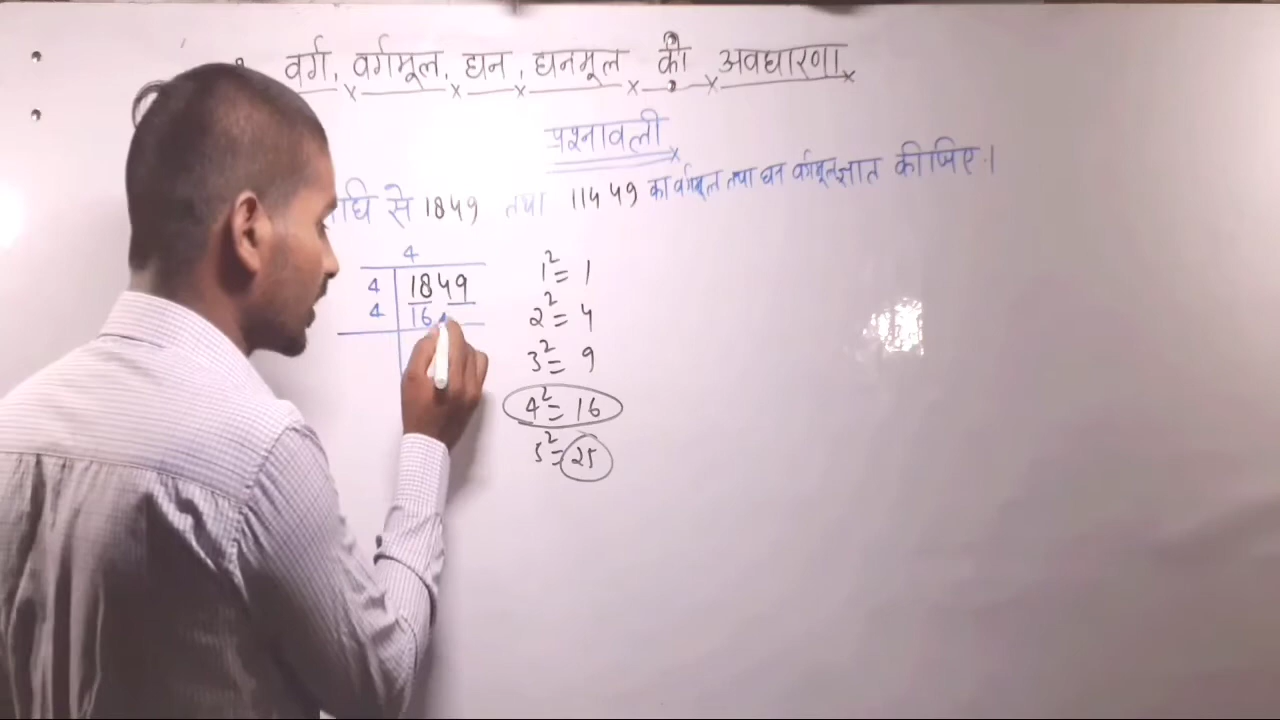 वर्ग, वर्गमूल, घन, घनमूल की अवधारणा
प्रश्नावली
से 1849 तथा 11449 का वर्गमूल तथा घन वर्गमूल ज्ञात कीजिए।
4
4 1849
4 16
1² = 1
2² = 4
3² = 9
4² = 16
5² = 25